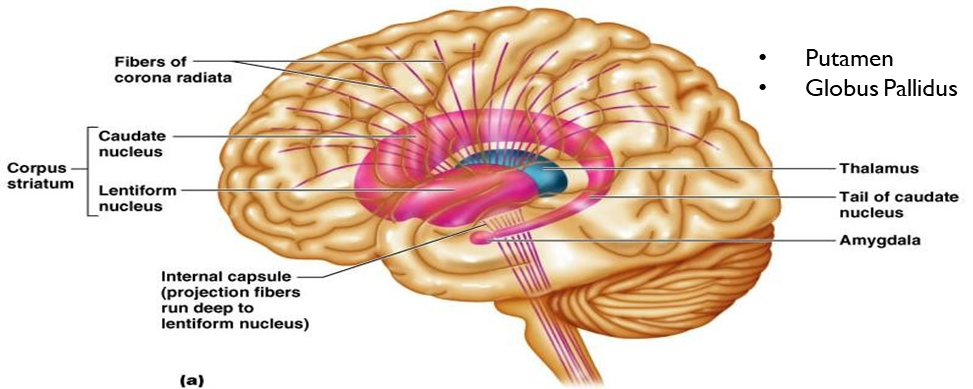 • Putamen
• Globus Pallidus
Fibers of
corona radiata
Caudate
nucleus
Corpus
striatum
Lentiform
nucleus
Thalamus
Tail of caudate
nucleus
Amygdala
Internal capsule
(projection fibers
run deep to
lentiform nucleus)
(a)